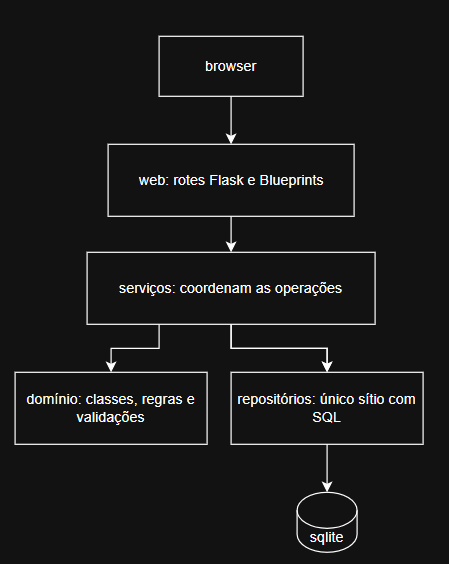 browser
web: rotes Flask e Blueprints
serviços: coordenam as operações
domínio: classes, regras e
validações
repositórios: único sítio com
SQL
sqlite